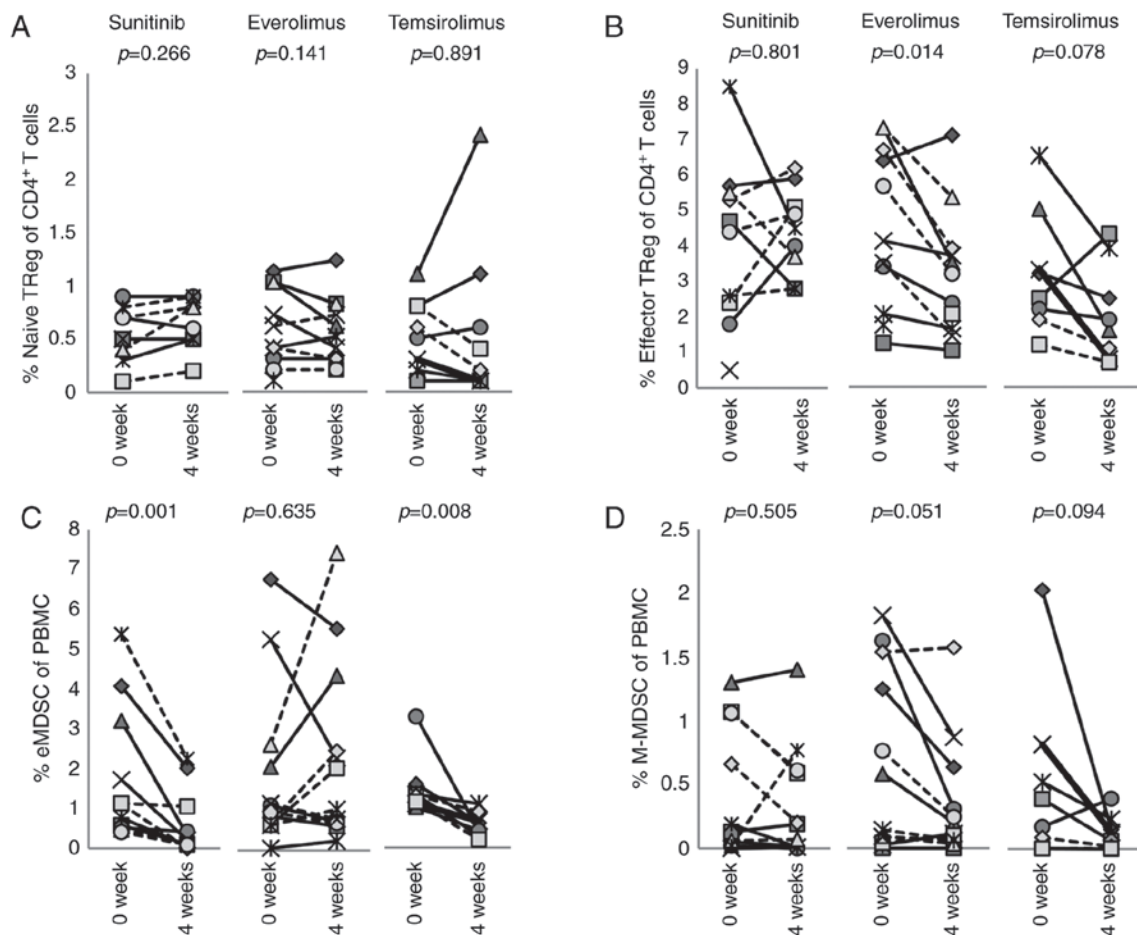 A
Sunitinib Everolimus Temsirolimus
p=0.266 p=0.141 p=0.891
% Naïve TReg of CD4⁺ T cells
3
2.5
2
1.5
1
0.5
0
0 week 4 weeks 0 week 4 weeks 0 week 4 weeks
B
Sunitinib Everolimus Temsirolimus
p=0.801 p=0.014 p=0.078
% Effector TReg of CD4⁺ T cells
9
8
7
6
5
4
3
2
1
0
0 week 4 weeks 0 week 4 weeks 0 week 4 weeks
C
p=0.001 p=0.635 p=0.008
% eMDSC of PBMC
8
7
6
5
4
3
2
1
0
0 week 4 weeks 0 week 4 weeks 0 week 4 weeks
D
p=0.505 p=0.051 p=0.094
% M-MDSC of PBMC
2.5
2
1.5
1
0.5
0
0 week 4 weeks 0 week 4 weeks 0 week 4 weeks